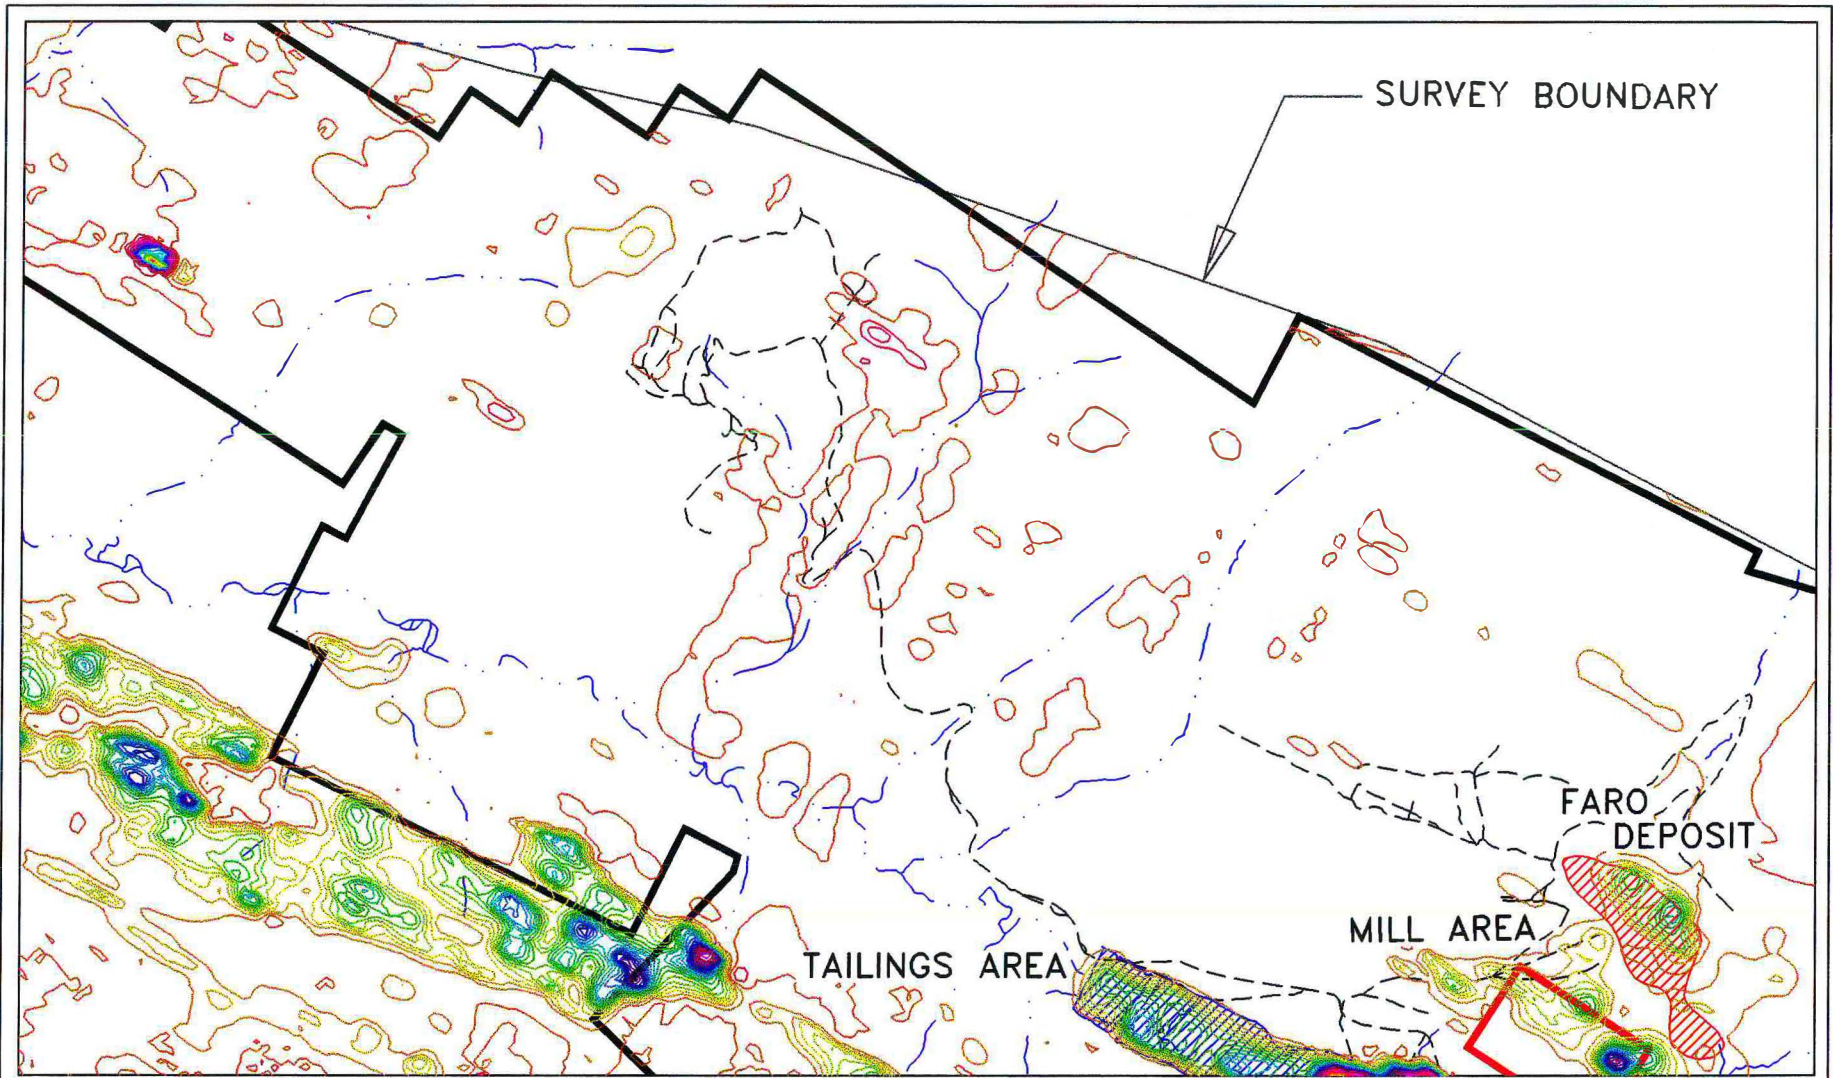 SURVEY BOUNDARY
FARO
DEPOSIT
MILL AREA
TAILINGS AREA